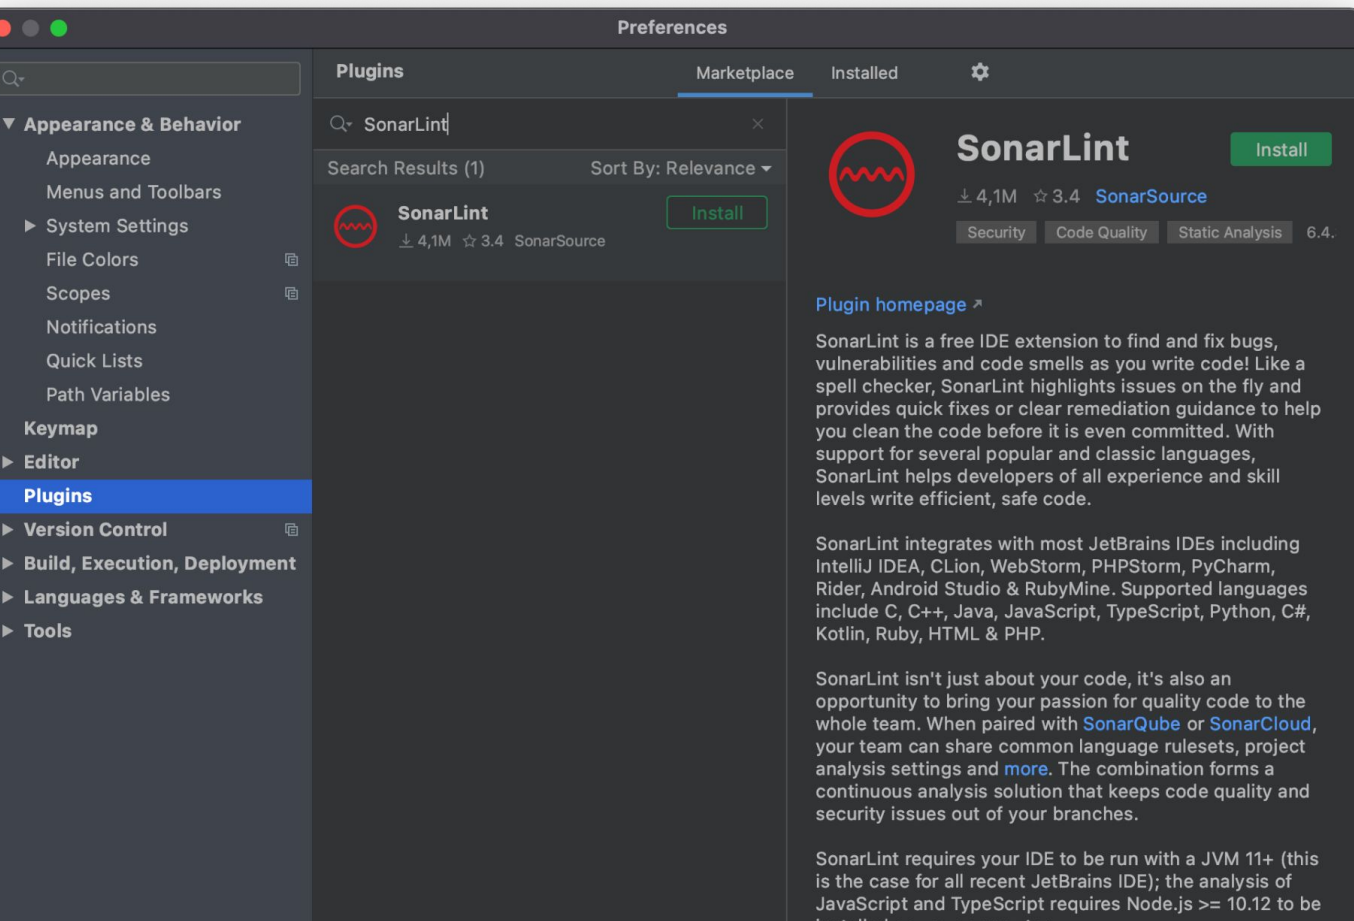 Preferences
Appearance & Behavior
Appearance
Menus and Toolbars
System Settings
File Colors
Scopes
Notifications
Quick Lists
Path Variables
Keymap
Editor
Plugins
Version Control
Build, Execution, Deployment
Languages & Frameworks
Tools
Plugins
Marketplace
Installed
SonarLint
Search Results (1)
Sort By: Relevance
SonarLint
Install
4,1M 3.4 SonarSource
SonarLint
Install
4,1M 3.4 SonarSource
Security Code Quality Static Analysis 6.4.
Plugin homepage
SonarLint is a free IDE extension to find and fix bugs,
vulnerabilities and code smells as you write code! Like a
spell checker, SonarLint highlights issues on the fly and
provides quick fixes or clear remediation guidance to help
you clean the code before it is even committed. With
support for several popular and classic languages,
SonarLint helps developers of all experience and skill
levels write efficient, safe code.
SonarLint integrates with most JetBrains IDEs including
IntelliJ IDEA, CLion, WebStorm, PHPStorm, PyCharm,
Rider, Android Studio & RubyMine. Supported languages
include C, C++, Java, JavaScript, TypeScript, Python, C#,
Kotlin, Ruby, HTML & PHP.
SonarLint isn't just about your code, it's also an
opportunity to bring your passion for quality code to the
whole team. When paired with SonarQube or SonarCloud,
your team can share common language rulesets, project
analysis settings and more. The combination forms a
continuous analysis solution that keeps code quality and
security issues out of your branches.
SonarLint requires your IDE to be run with a JVM 11+ (this
is the case for all recent JetBrains IDE); the analysis of
JavaScript and TypeScript requires Node.js >= 10.12 to be